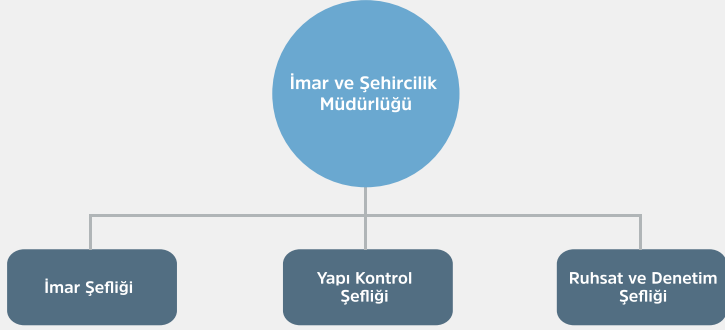 İmar ve Şehircilik
Müdürlüğü
İmar Şefliği
Yapı Kontrol
Şefliği
Ruhsat ve Denetim
Şefliği